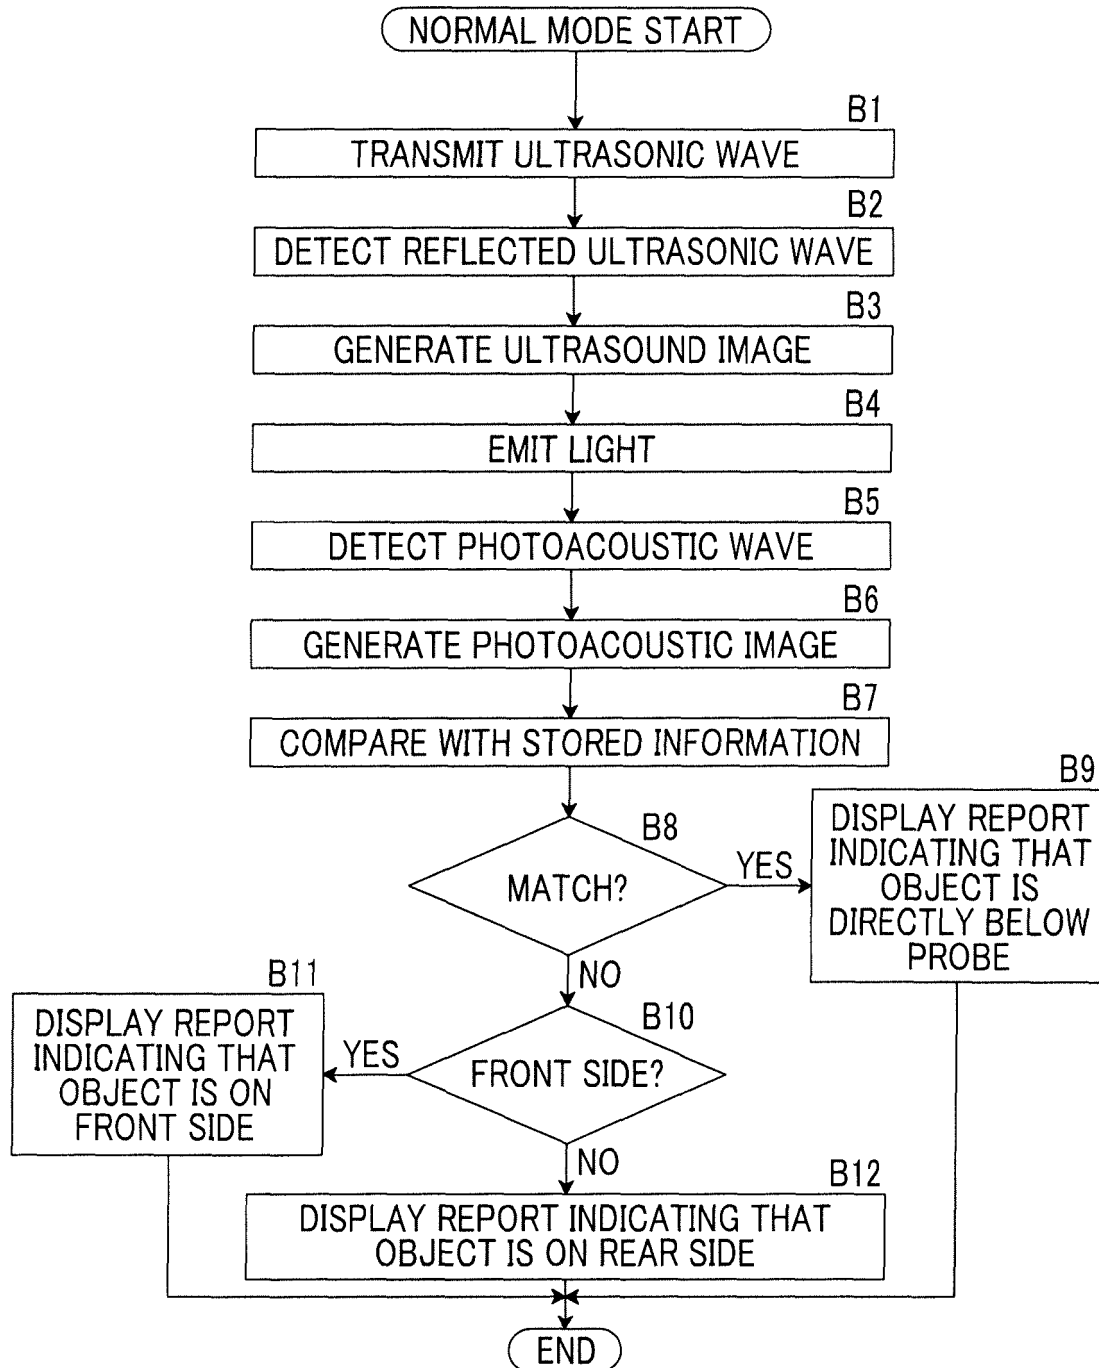 NORMAL MODE START
B1
TRANSMIT ULTRASONIC WAVE
B2
DETECT REFLECTED ULTRASONIC WAVE
B3
GENERATE ULTRASOUND IMAGE
B4
EMIT LIGHT
B5
DETECT PHOTOACOUSTIC WAVE
B6
GENERATE PHOTOACOUSTIC IMAGE
B7
COMPARE WITH STORED INFORMATION
B8
MATCH?
YES
B9
DISPLAY REPORT
INDICATING THAT
OBJECT IS
DIRECTLY BELOW
PROBE
NO
B10
FRONT SIDE?
YES
B11
DISPLAY REPORT
INDICATING THAT
OBJECT IS ON
FRONT SIDE
NO
B12
DISPLAY REPORT INDICATING THAT
OBJECT IS ON REAR SIDE
END